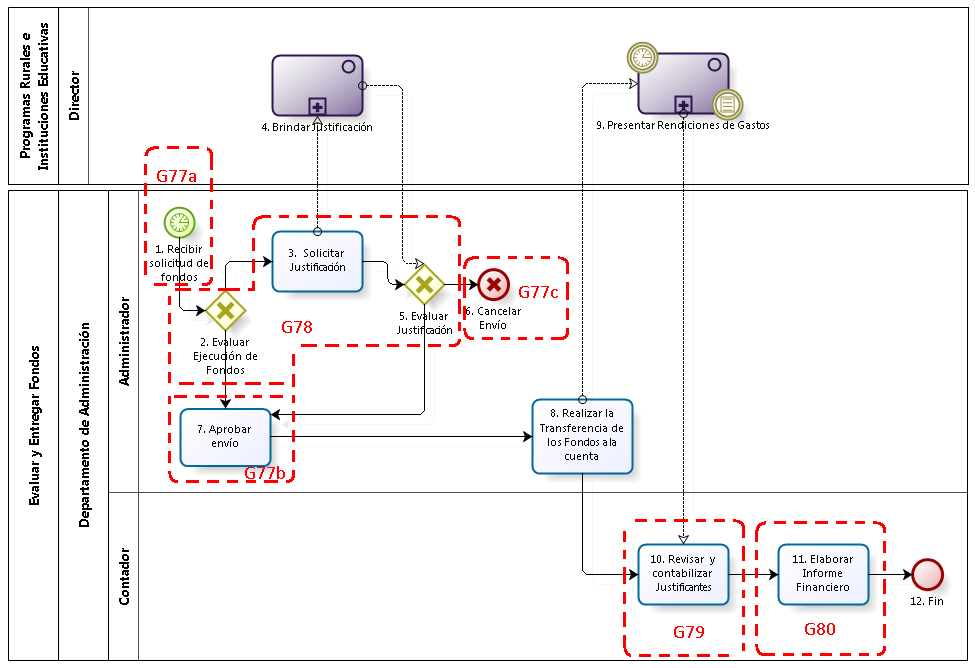 Programas Rurales e
Instituciones Educativas
Director
4. Brindar Justificación
9. Presentar Rendiciones de Gastos
Evaluar y Entregar Fondos
Departamento de Administración
Administrador
G77a
1. Recibir
solicitud de
fondos
2. Evaluar
Ejecución de
Fondos
3. Solicitar
Justificación
G78
5. Evaluar
Justificación
G77c
6. Cancelar
Envío
7. Aprobar
envío
G77b
8. Realizar la
Transferencia de
los Fondos a la
cuenta
Contador
10. Revisar y
contabilizar
Justificantes
G79
11. Elaborar
Informe
Financiero
G80
12. Fin